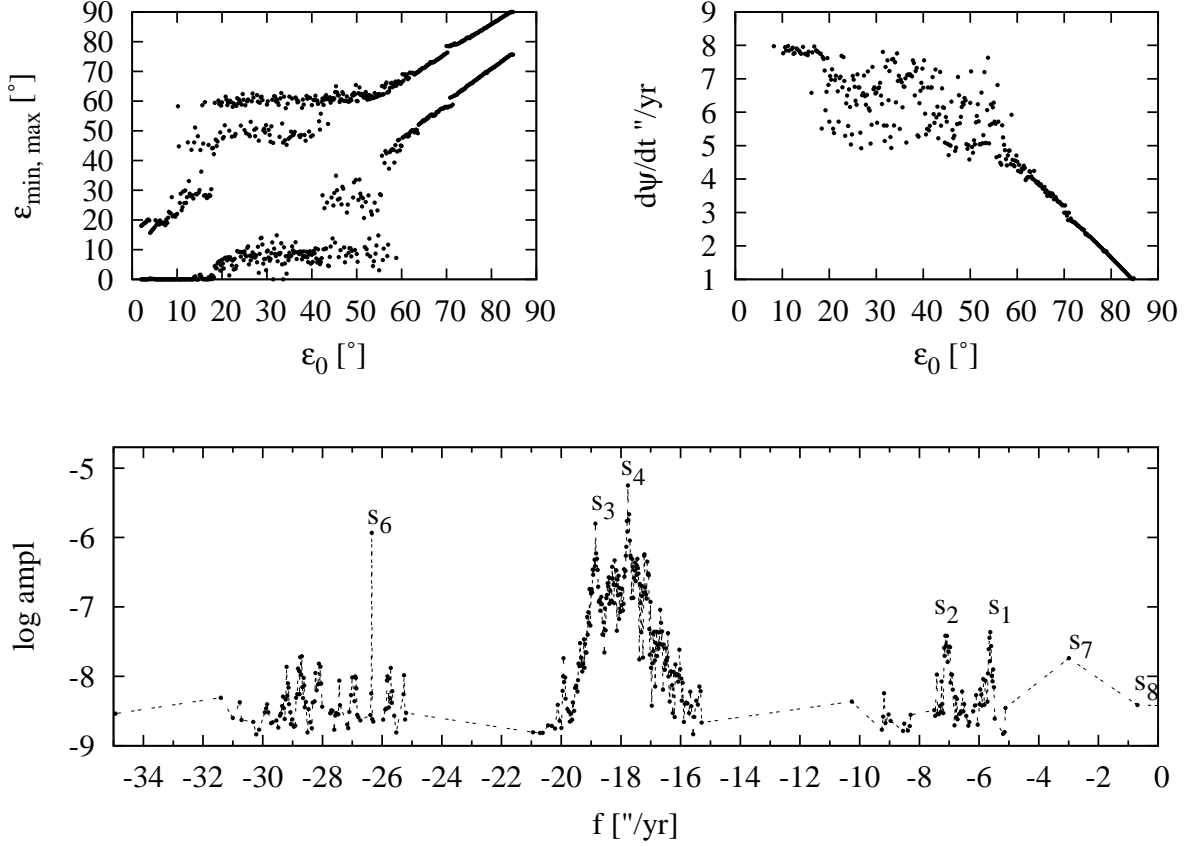 90
80
70
60
50
40
30
20
10
0
ε_min, max [°]
0 10 20 30 40 50 60 70 80 90
ε_0 [°]
9
8
7
6
5
4
3
2
1
dψ/dt "/yr
0 10 20 30 40 50 60 70 80 90
ε_0 [°]
-5
-6
-7
-8
-9
log ampl
s_6
s_3
s_4
s_2
s_1
s_7
s_8
-34 -32 -30 -28 -26 -24 -22 -20 -18 -16 -14 -12 -10 -8 -6 -4 -2 0
f ["/yr]